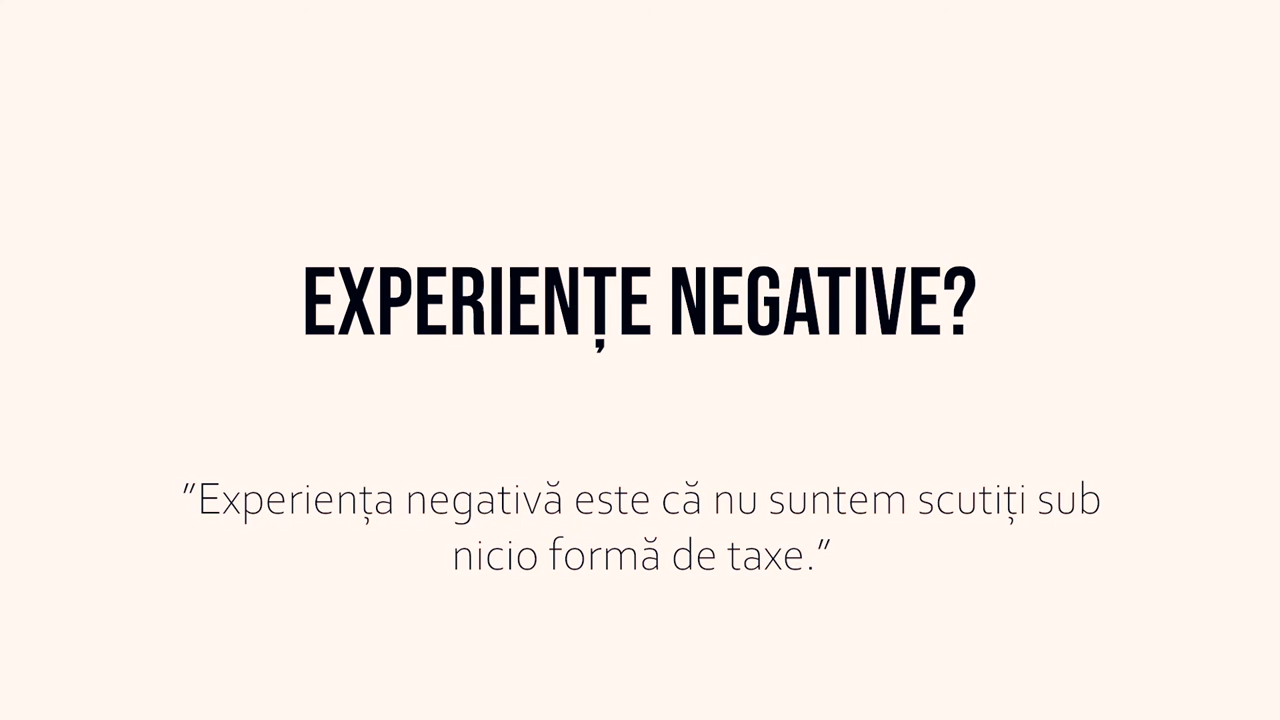 EXPERIENȚE NEGATIVE?
"Experiența negativă este că nu suntem scutiți sub
nicio formă de taxe."